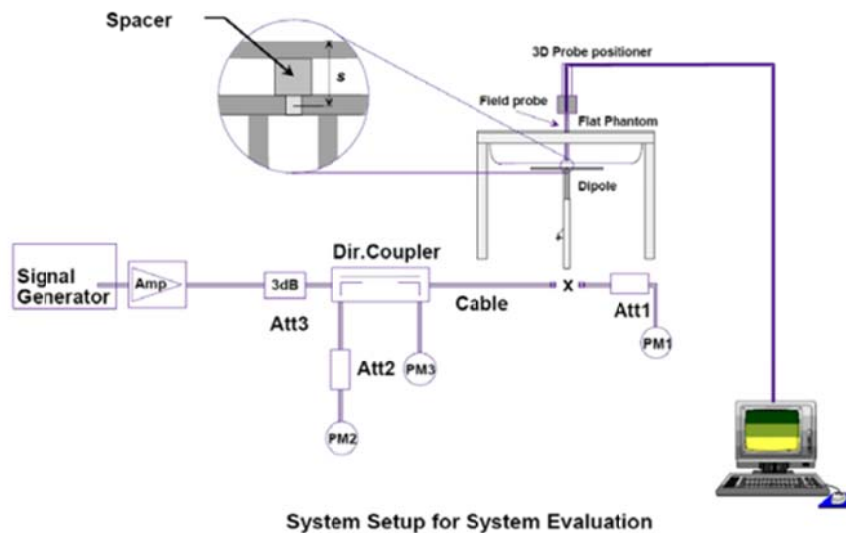 Spacer
s
3D Probe positioner
Field probe
Flat Phantom
Dipole
Signal
Generator
Amp
3dB
Att3
Dir.Coupler
Cable
X
Att1
PM1
Att2
PM3
PM2
System Setup for System Evaluation